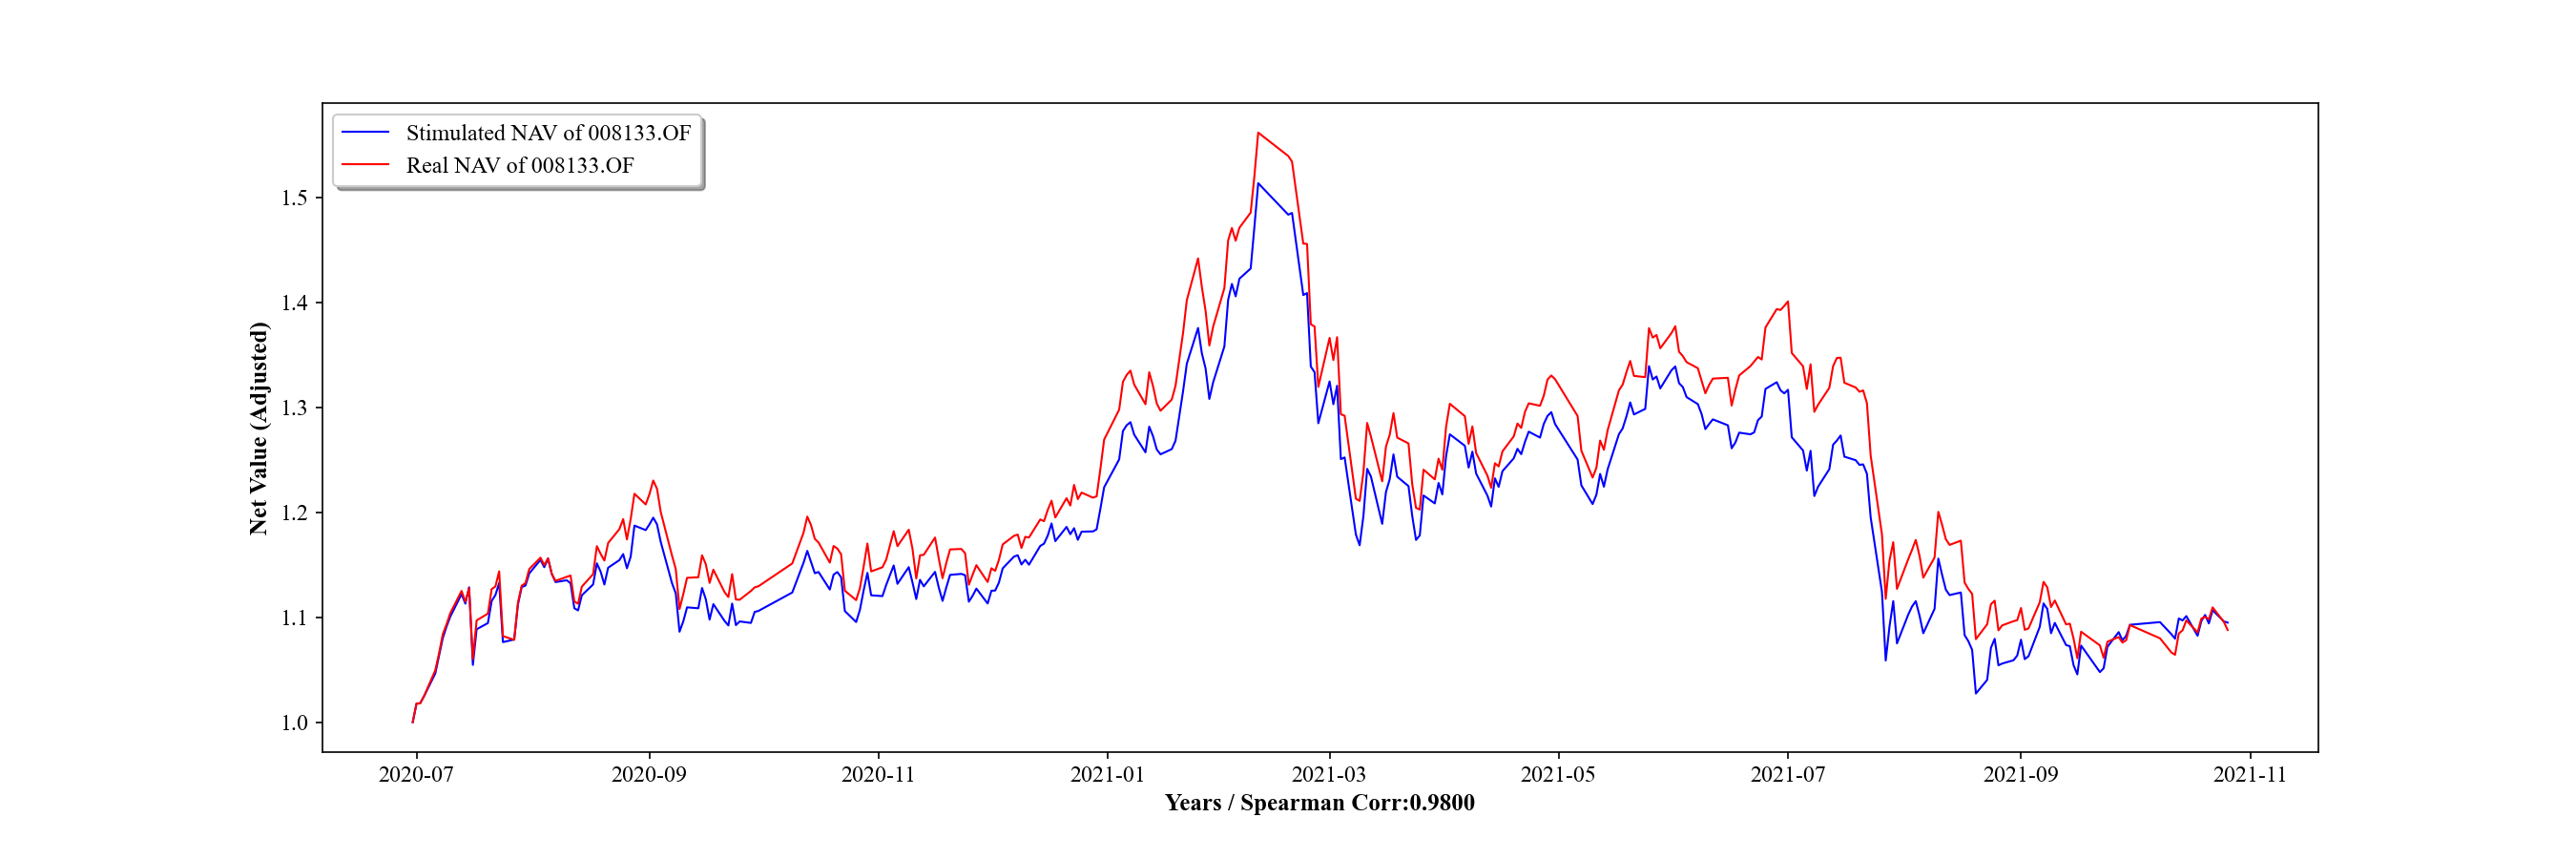 Stimulated NAV of 008133.OF
Real NAV of 008133.OF
Net Value (Adjusted)
1.5
1.4
1.3
1.2
1.1
1.0
2020-07 2020-09 2020-11 2021-01 2021-03 2021-05 2021-07 2021-09 2021-11
Years / Spearman Corr:0.9800